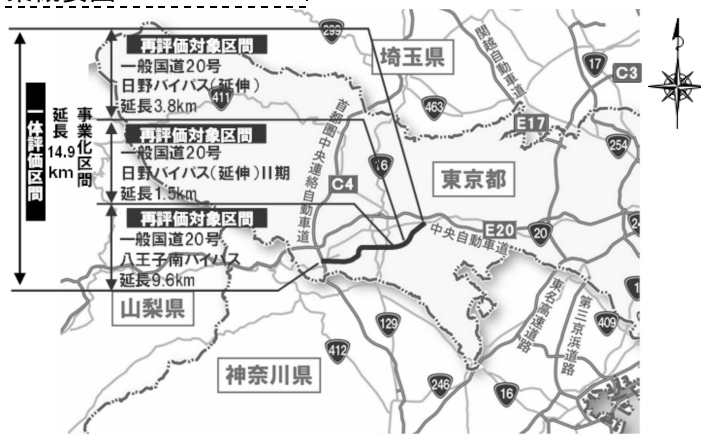 再評価対象区間
一般国道20号
日野バイパス(延伸)
延長3.8km
再評価対象区間
一般国道20号
日野バイパス(延伸)II期
延長1.5km
再評価対象区間
一般国道20号
八王子南バイパス
延長9.6km
一体評価区間
事業化区間
延長14.9km
299
埼玉県
関越自動車道
17
C-3
411
463
E17
首都圏中央連絡自動車道
254
16
C4
東京都
E20
20
中央自動車道
山梨県
東名高速道路
第三京浜道路
129
409
412
神奈川県
246
16